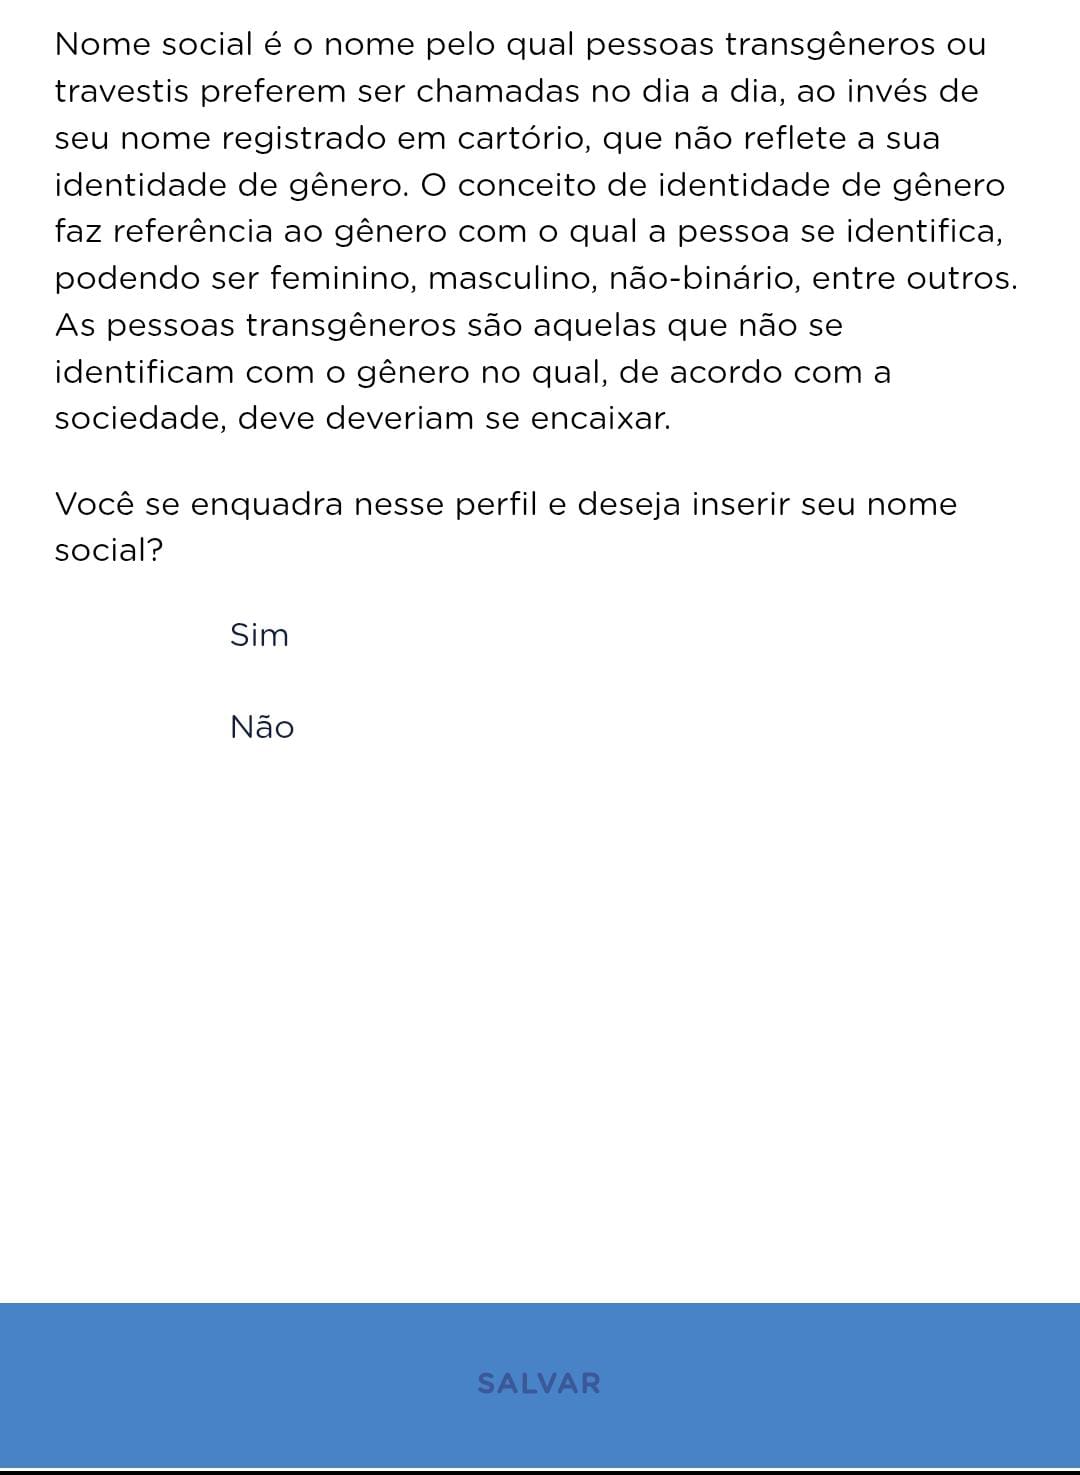 Nome social é o nome pelo qual pessoas transgêneros ou
travestis preferem ser chamadas no dia a dia, ao invés de
seu nome registrado em cartório, que não reflete a sua
identidade de gênero. O conceito de identidade de gênero
faz referência ao gênero com o qual a pessoa se identifica,
podendo ser feminino, masculino, não-binário, entre outros.
As pessoas transgêneros são aquelas que não se
identificam com o gênero no qual, de acordo com a
sociedade, deve deveriam se encaixar.
Você se enquadra nesse perfil e deseja inserir seu nome
social?
Sim
Não
SALVAR